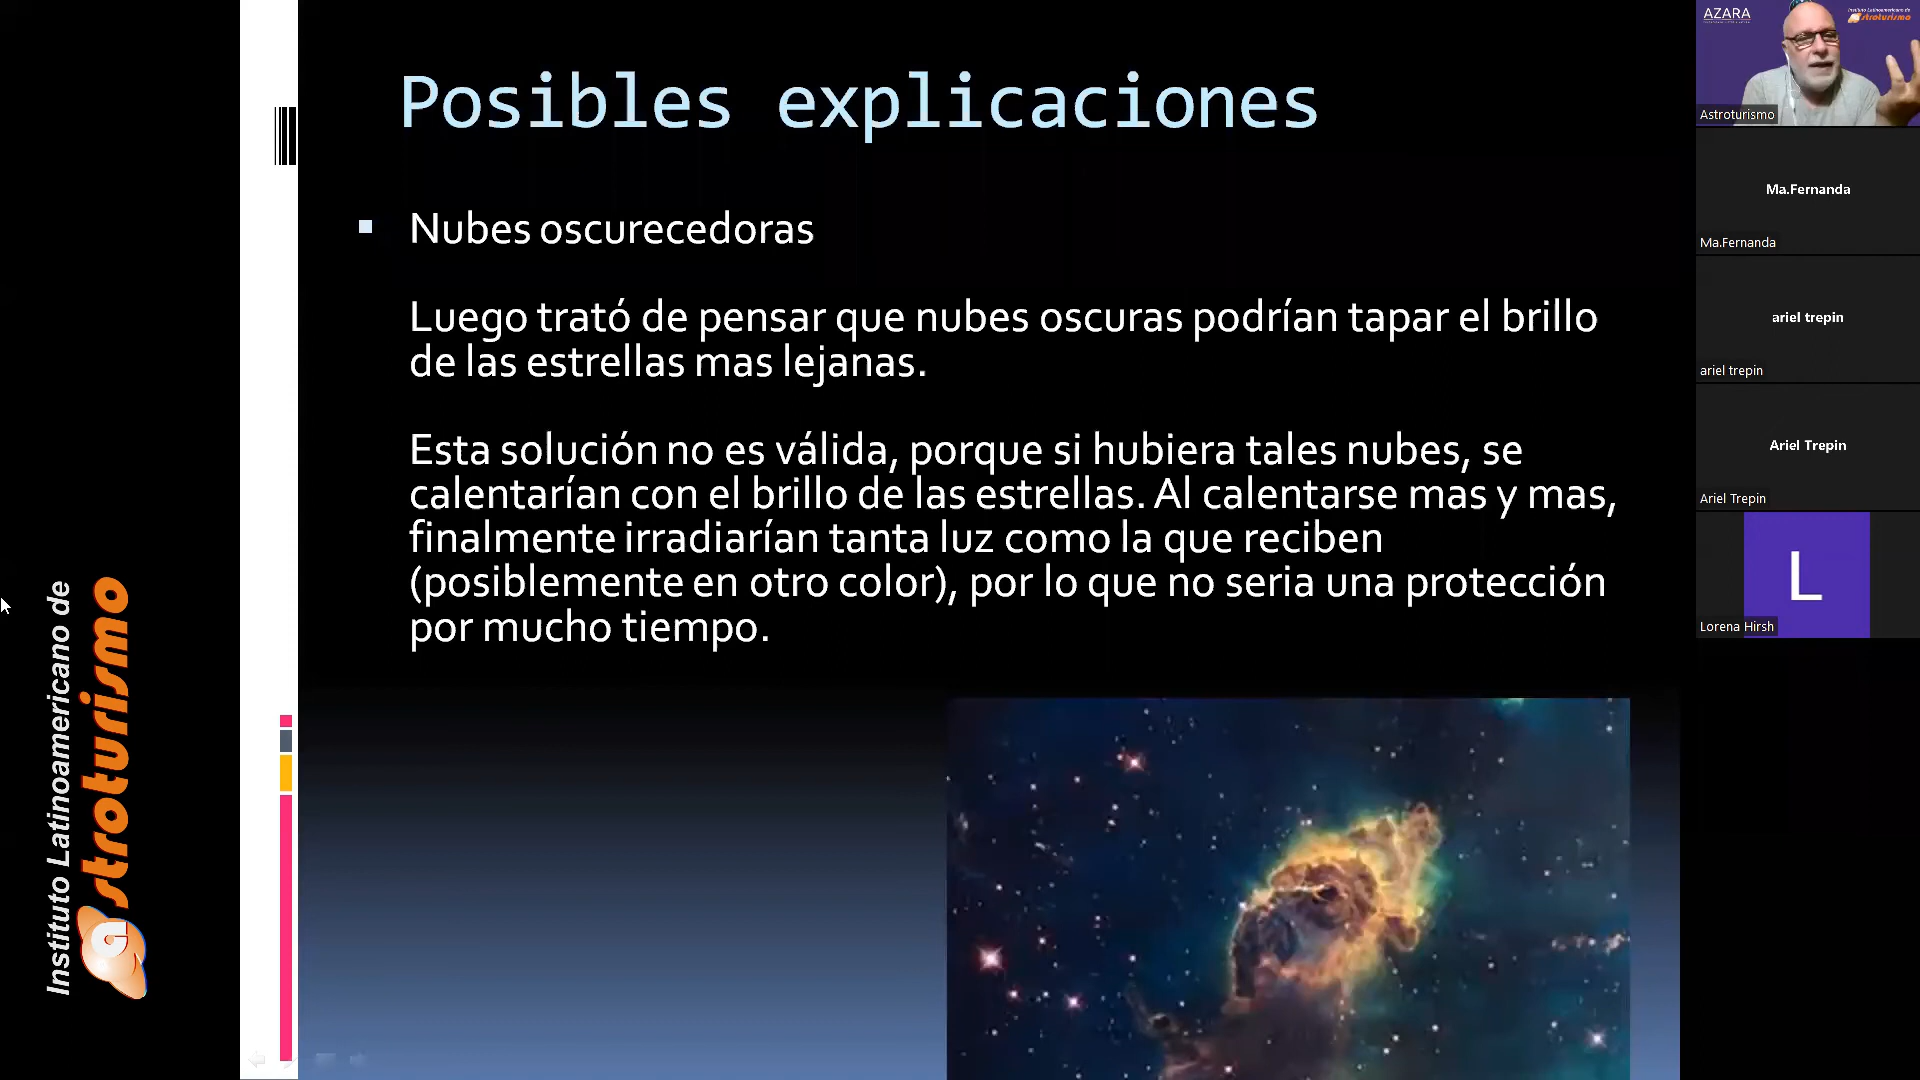 Posibles explicaciones
Nubes oscurecedoras
Luego trató de pensar que nubes oscuras podrían tapar el brillo
de las estrellas mas lejanas.
Esta solución no es válida, porque si hubiera tales nubes, se
calentarían con el brillo de las estrellas. Al calentarse mas y mas,
finalmente irradiarían tanta luz como la que reciben
(posiblemente en otro color), por lo que no seria una protección
por mucho tiempo.
Instituto Latinoamericano de
astroturismo
AZARA
Instituto Latinoamericano de
astroturismo
Astroturismo
Ma.Fernanda
Ma.Fernanda
ariel trepin
ariel trepin
Ariel Trepin
Ariel Trepin
L
Lorena Hirsh